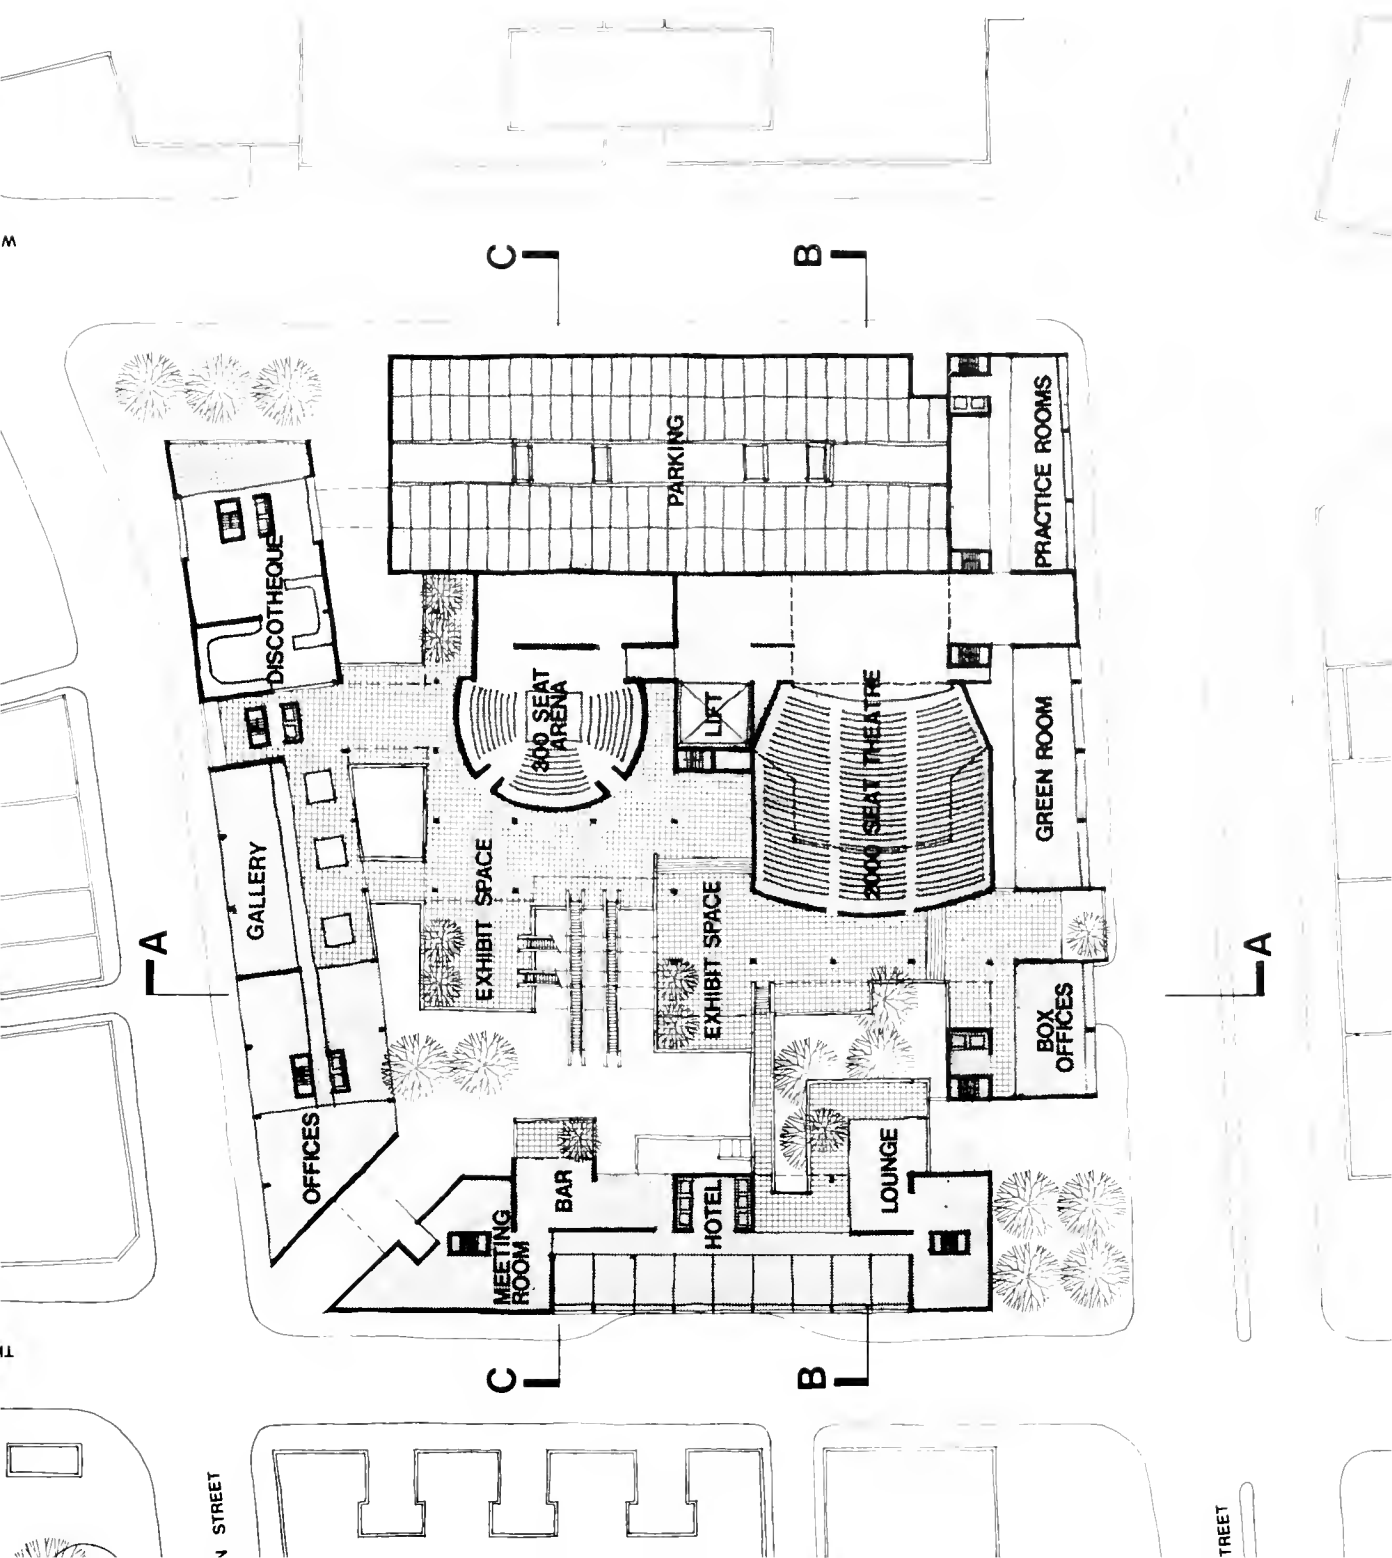 C
B
PARKING
PRACTICE ROOMS
DISCOTHEQUE
300 SEAT
ARENA
LIFT
2000 SEAT THEATRE
GREEN ROOM
GALLERY
EXHIBIT SPACE
EXHIBIT SPACE
A
A
BOX
OFFICES
OFFICES
BAR
LOUNGE
HOTEL
MEETING
ROOM
C
B
STREET